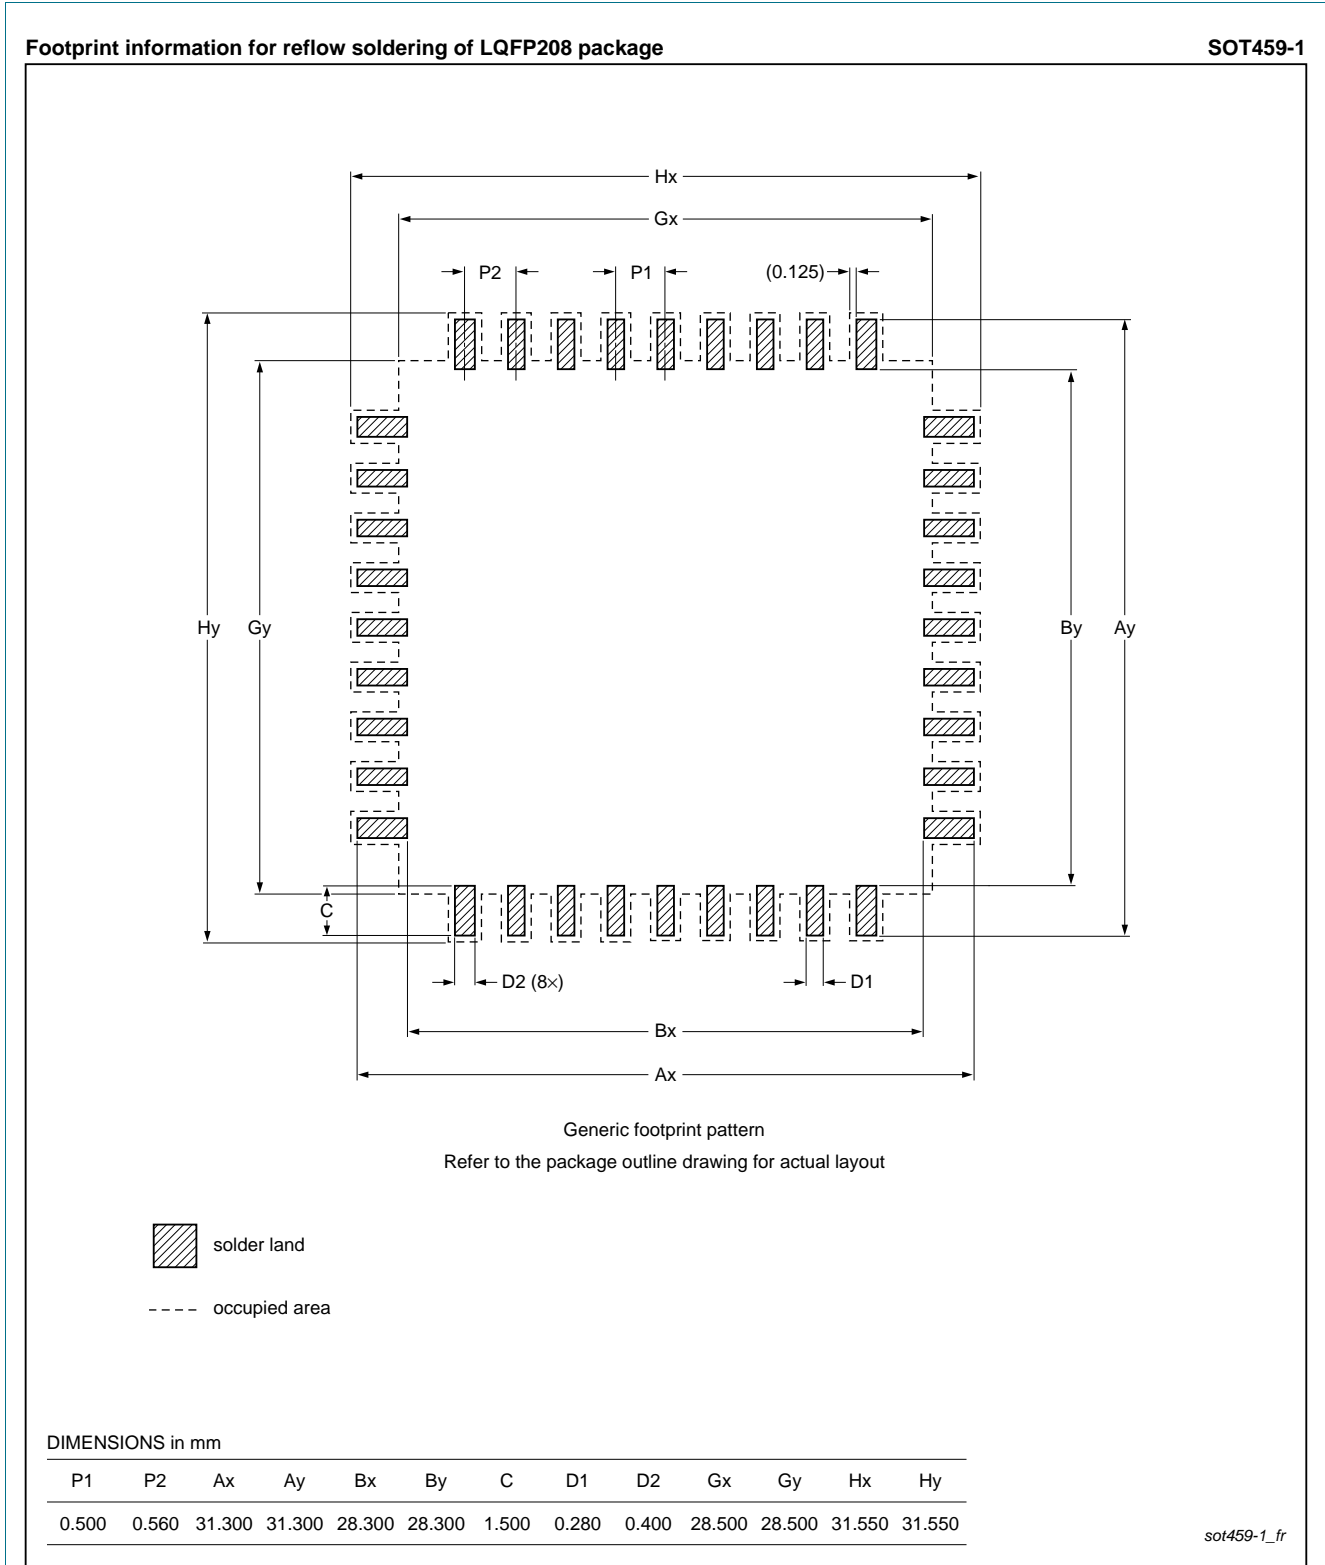 Footprint information for reflow soldering of LQFP208 package SOT459-1
Hx
Gx
P2 P1 (0.125)
Hy Gy By Ay
C
D2 (8×) D1
Bx
Ax
Generic footprint pattern
Refer to the package outline drawing for actual layout
solder land
occupied area
DIMENSIONS in mm
P1 P2 Ax Ay Bx By C D1 D2 Gx Gy Hx Hy
0.500 0.560 31.300 31.300 28.300 28.300 1.500 0.280 0.400 28.500 28.500 31.550 31.550
sot459-1_fr